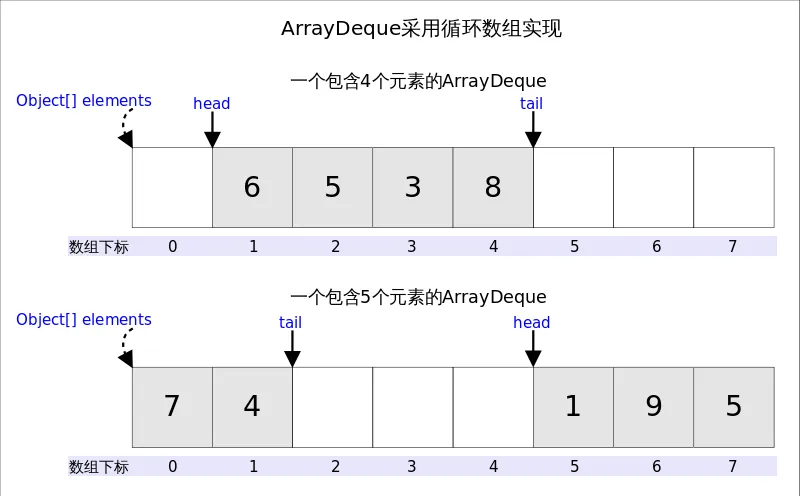 ArrayDeque采用循环数组实现
一个包含4个元素的ArrayDeque
Object[] elements head tail
6 5 3 8
数组下标 0 1 2 3 4 5 6 7
一个包含5个元素的ArrayDeque
Object[] elements tail head
7 4 1 9 5
数组下标 0 1 2 3 4 5 6 7